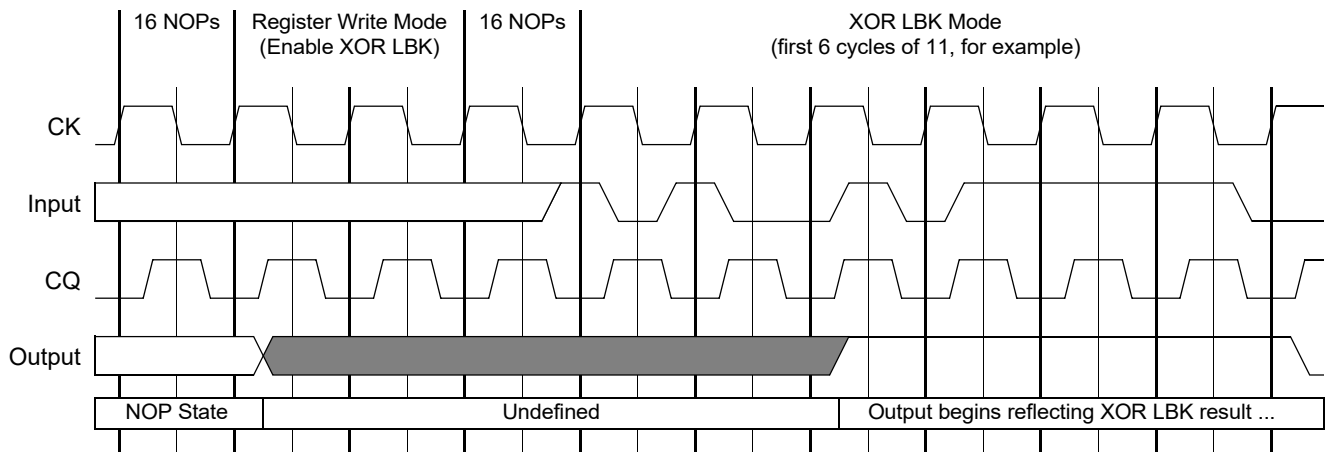 16 NOPs
Register Write Mode
(Enable XOR LBK)
16 NOPs
XOR LBK Mode
(first 6 cycles of 11, for example)
CK
Input
CQ
Output
NOP State
Undefined
Output begins reflecting XOR LBK result ...